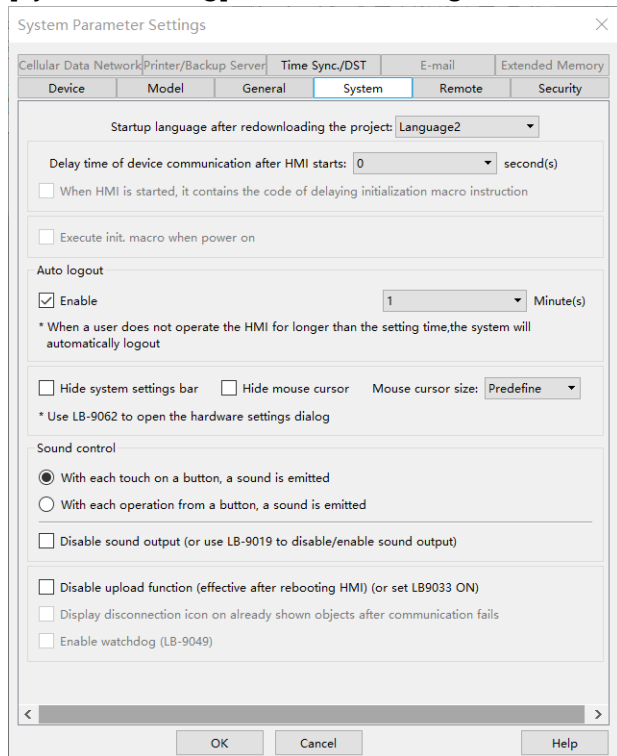 System Parameter Settings
Cellular Data Network Printer/Backup Server Time Sync./DST E-mail Extended Memory
Device Model General System Remote Security
Startup language after redownloading the project: Language2
Delay time of device communication after HMI starts: 0 second(s)
When HMI is started, it contains the code of delaying initialization macro instruction
Execute init. macro when power on
Auto logout
Enable 1 Minute(s)
* When a user does not operate the HMI for longer than the setting time,the system will
automatically logout
Hide system settings bar Hide mouse cursor Mouse cursor size: Predefine
* Use LB-9062 to open the hardware settings dialog
Sound control
With each touch on a button, a sound is emitted
With each operation from a button, a sound is emitted
Disable sound output (or use LB-9019 to disable/enable sound output)
Disable upload function (effective after rebooting HMI) (or set LB9033 ON)
Display disconnection icon on already shown objects after communication fails
Enable watchdog (LB-9049)
OK Cancel Help